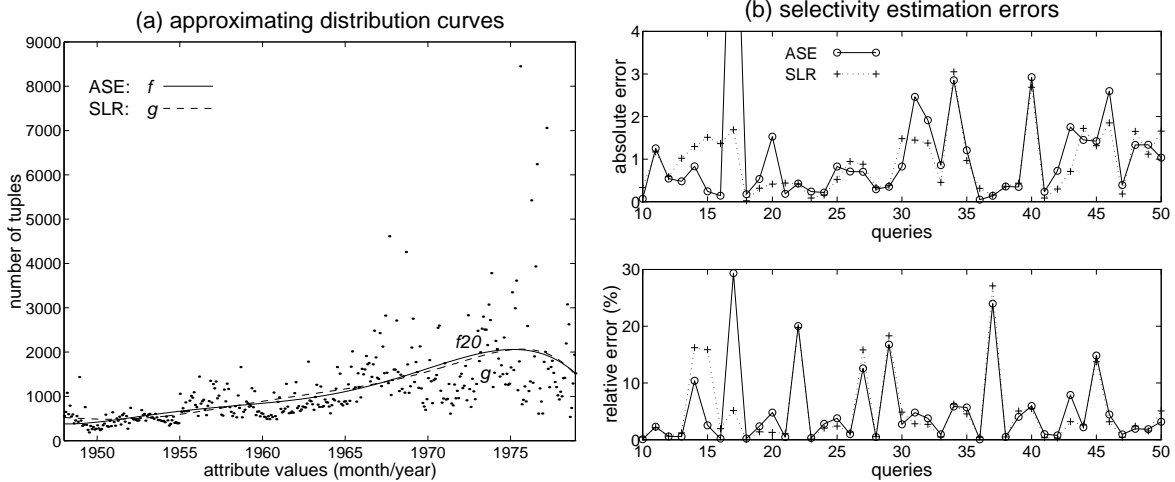 (a) approximating distribution curves
9000
8000
7000
6000
5000
4000
3000
2000
1000
0
number of tuples
ASE: f
SLR: g
f20
g
1950 1955 1960 1965 1970 1975
attribute values (month/year)
(b) selectivity estimation errors
4
3
2
1
0
absolute error
ASE
SLR
10 15 20 25 30 35 40 45 50
queries
30
20
10
0
relative error (%)
10 15 20 25 30 35 40 45 50
queries